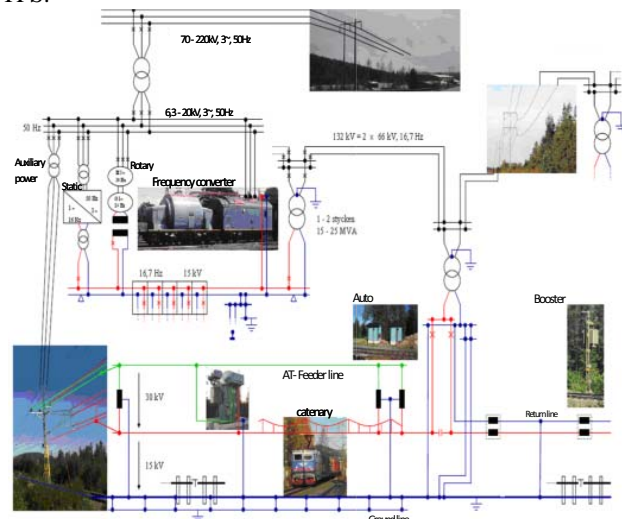 70 - 220kV, 3~, 50Hz
6,3 - 20kV, 3~, 50Hz
50 Hz
132 kV = 2 x 66 kV, 16,7 Hz
Auxiliary
power
Static
Rotary
Frequency converter
1 - 2 stycken
15 - 25 MVA
16,7 Hz
15 kV
Auto
Booster
AT- Feeder line
30 kV
catenary
Return line
15 kV
Ground line